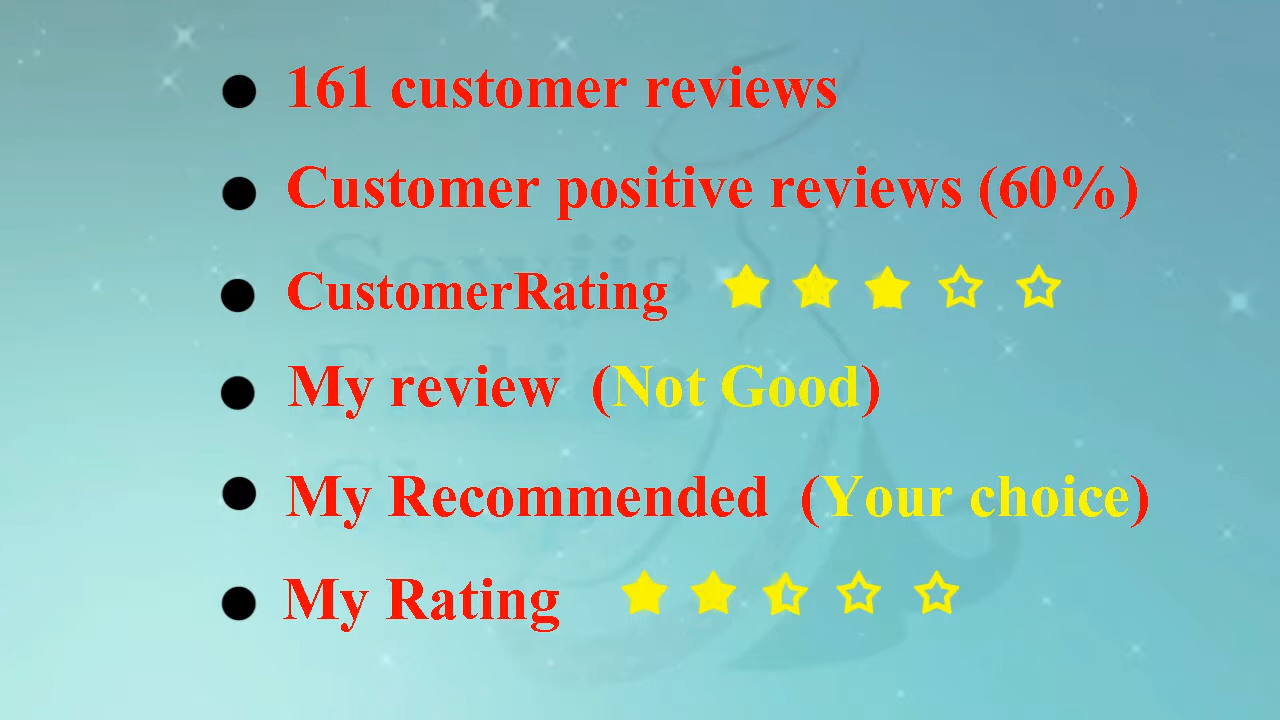 161 customer reviews
Customer positive reviews (60%)
CustomerRating
My review (Not Good)
My Recommended (Your choice)
My Rating